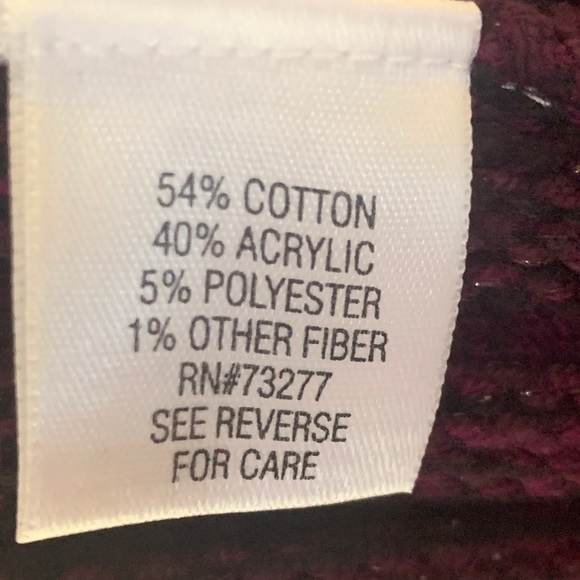 54% COTTON
40% ACRYLIC
5% POLYESTER
1% OTHER FIBER
RN#73277
SEE REVERSE
FOR CARE